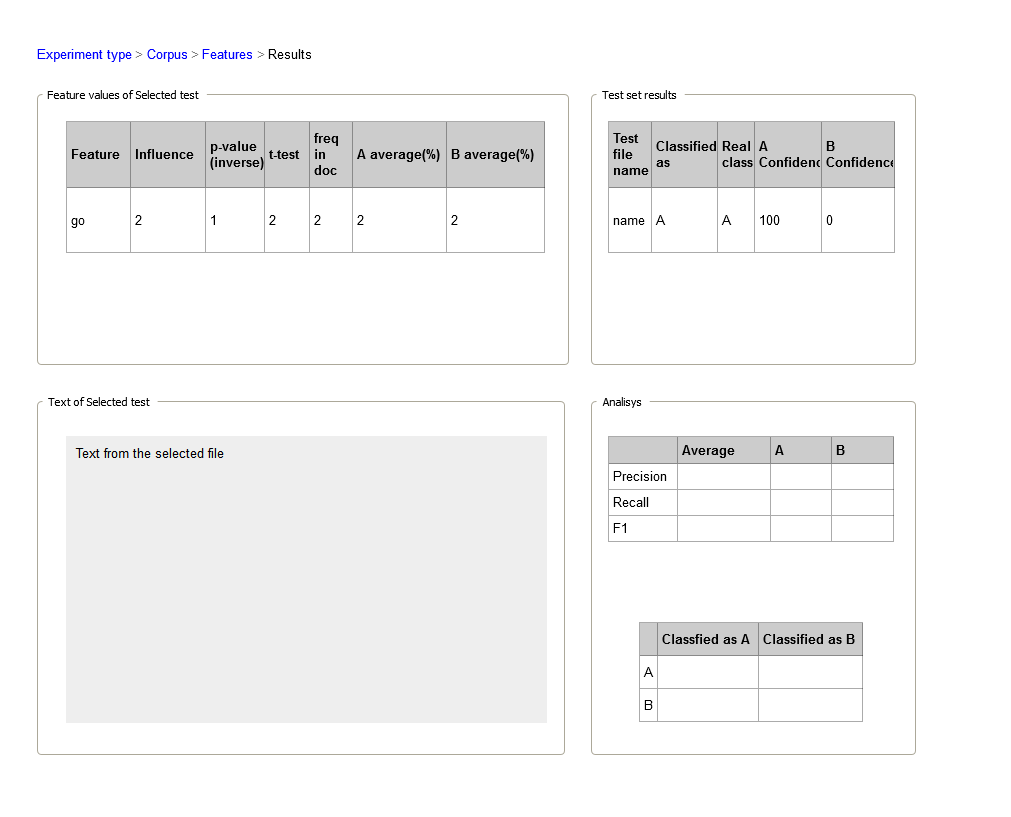 Experiment type > Corpus > Features > Results
Feature values of Selected test
Feature Influence p-value (inverse) t-test freq in doc A average(%) B average(%)
go 2 1 2 2 2 2
Test set results
Test file name Classified as Real class A Confidenc B Confidence
name A A 100 0
Text of Selected test
Text from the selected file
Analisys
Average A B
Precision
Recall
F1
Classfied as A Classified as B
A
B